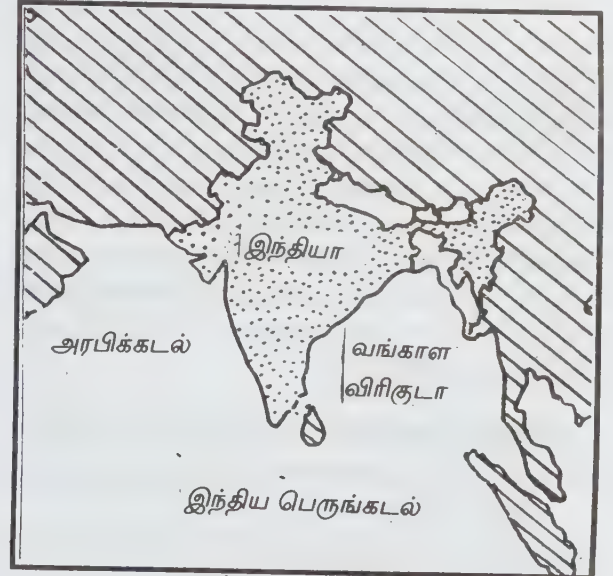 இந்தியா
அரபிக்கடல்
வங்காள
விரிகுடா
இந்திய பெருங்கடல்